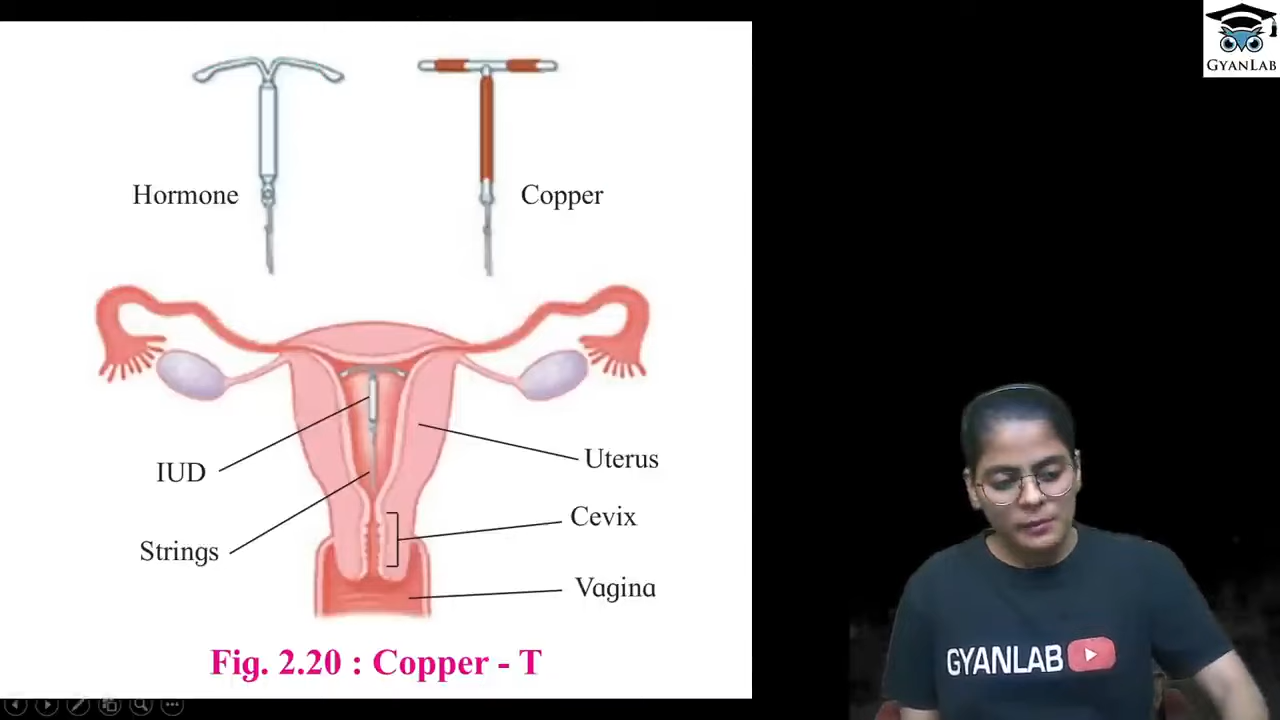 GYANLAB
Hormone
Copper
IUD
Uterus
Cevix
Strings
Vagina
GYANLAB
Fig. 2.20 : Copper - T